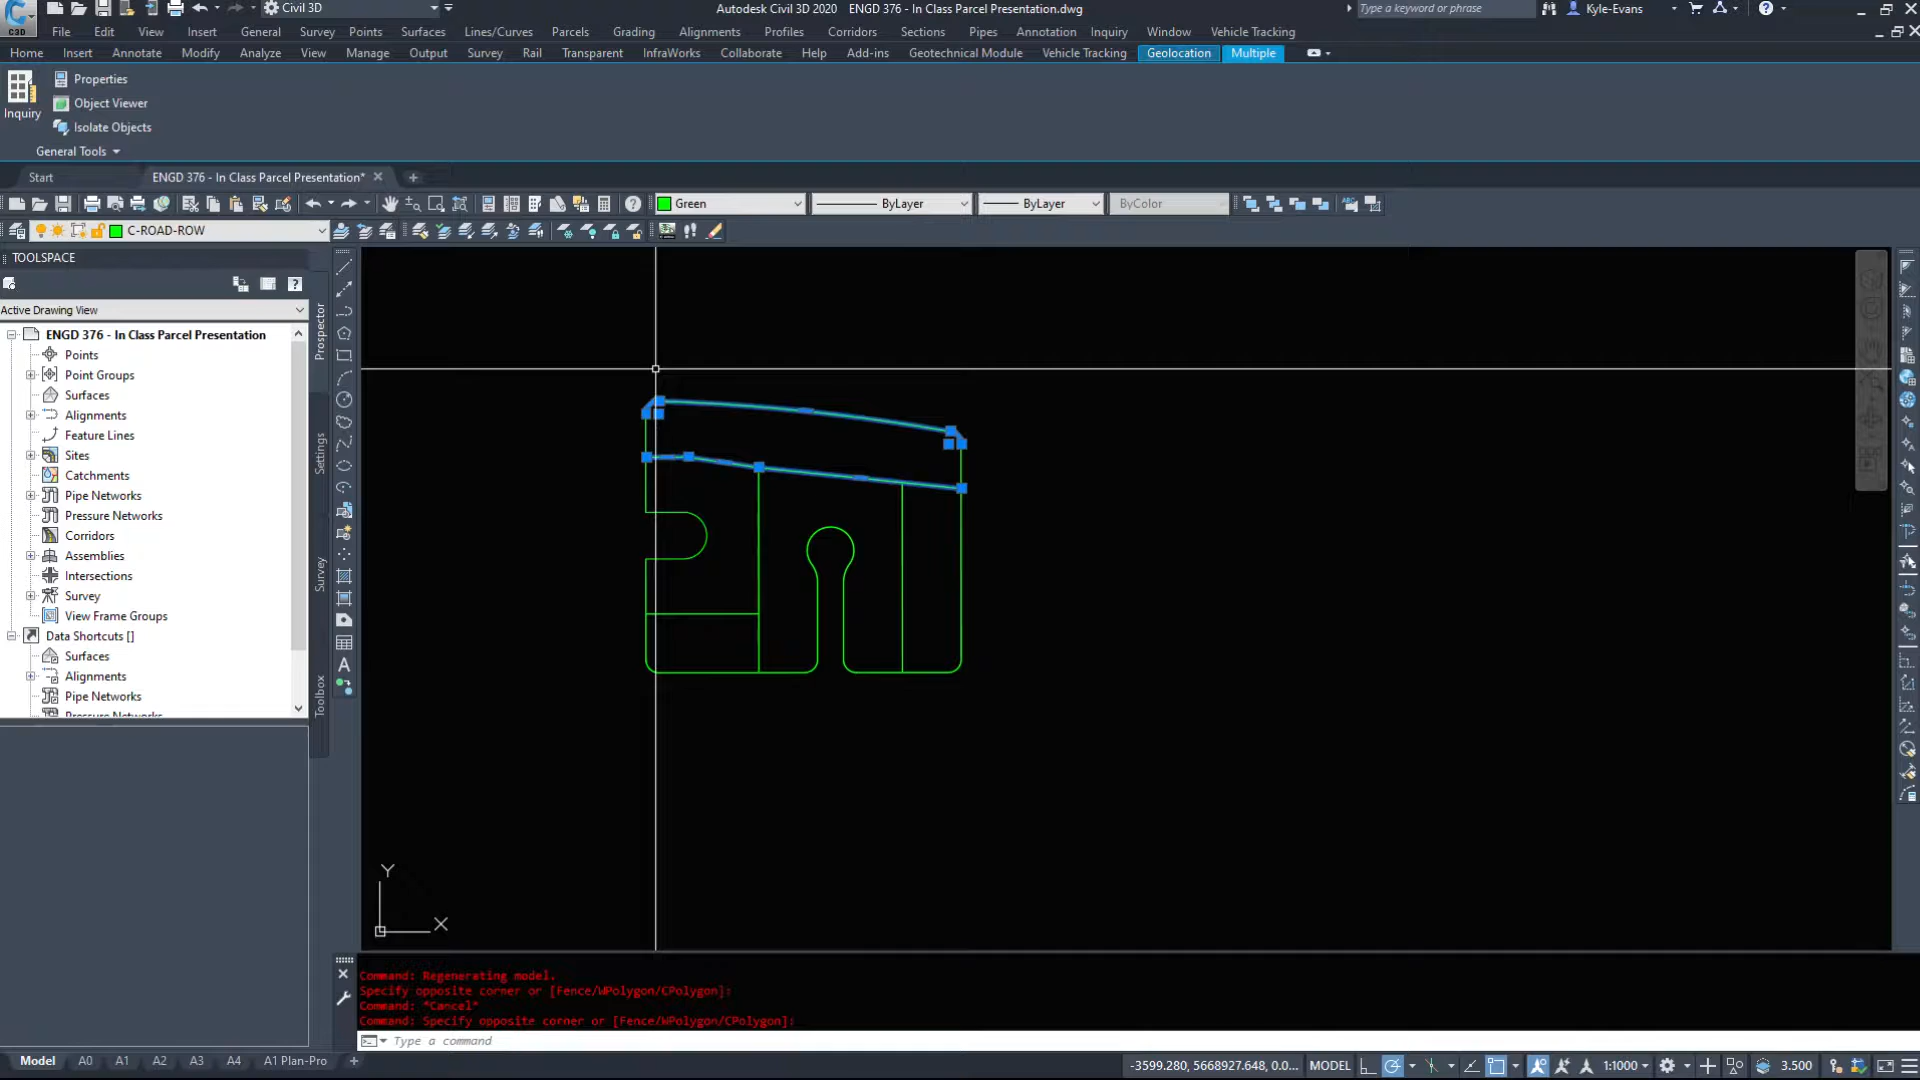 Civil 3D
Autodesk Civil 3D 2020 ENGD 376 - In Class Parcel Presentation.dwg
Type a keyword or phrase
Kyle-Evans
C3D
File Edit View Insert General Survey Points Surfaces Lines/Curves Parcels Grading Alignments Profiles Corridors Sections Pipes Annotation Inquiry Window Vehicle Tracking
Home Insert Annotate Modify Analyze View Manage Output Survey Rail Transparent InfraWorks Collaborate Help Add-ins Geotechnical Module Vehicle Tracking Geolocation Multiple
Inquiry
Properties
Object Viewer
Isolate Objects
General Tools
Start
ENGD 376 - In Class Parcel Presentation*
Green
ByLayer
ByLayer
ByColor
C-ROAD-ROW
TOOLSPACE
Active Drawing View
ENGD 376 - In Class Parcel Presentation
Points
Point Groups
Surfaces
Alignments
Feature Lines
Sites
Catchments
Pipe Networks
Pressure Networks
Corridors
Assemblies
Intersections
Survey
View Frame Groups
Data Shortcuts []
Surfaces
Alignments
Pipe Networks
Pressure Networks
Prospector
Settings
Survey
Toolbox
Y
X
Command: Regenerating model.
Specify opposite corner or [Fence/WPolygon/CPolygon]:
Command: *Cancel*
Command: Specify opposite corner or [Fence/WPolygon/CPolygon]:
Type a command
Model A0 A1 A2 A3 A4 A1 Plan-Pro
-3599.280, 5668927.648, 0.0... MODEL 1:1000 3.500